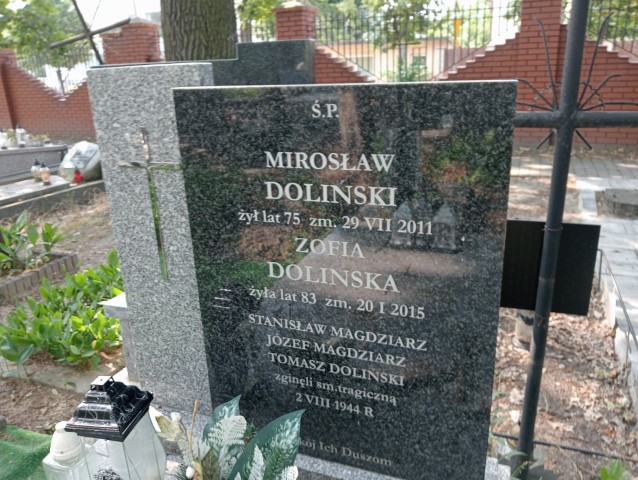 Ś.P.
MIROSŁAW
DOLIŃSKI
żył lat 75 zm. 29 VII 2011
ZOFIA
DOLIŃSKA
żyła lat 83 zm. 20 I 2015
STANISŁAW MAGDZIARZ
JÓZEF MAGDZIARZ
TOMASZ DOLIŃSKI
zginęli śm.tragiczną
2 VIII 1944 R
Ich Duszom